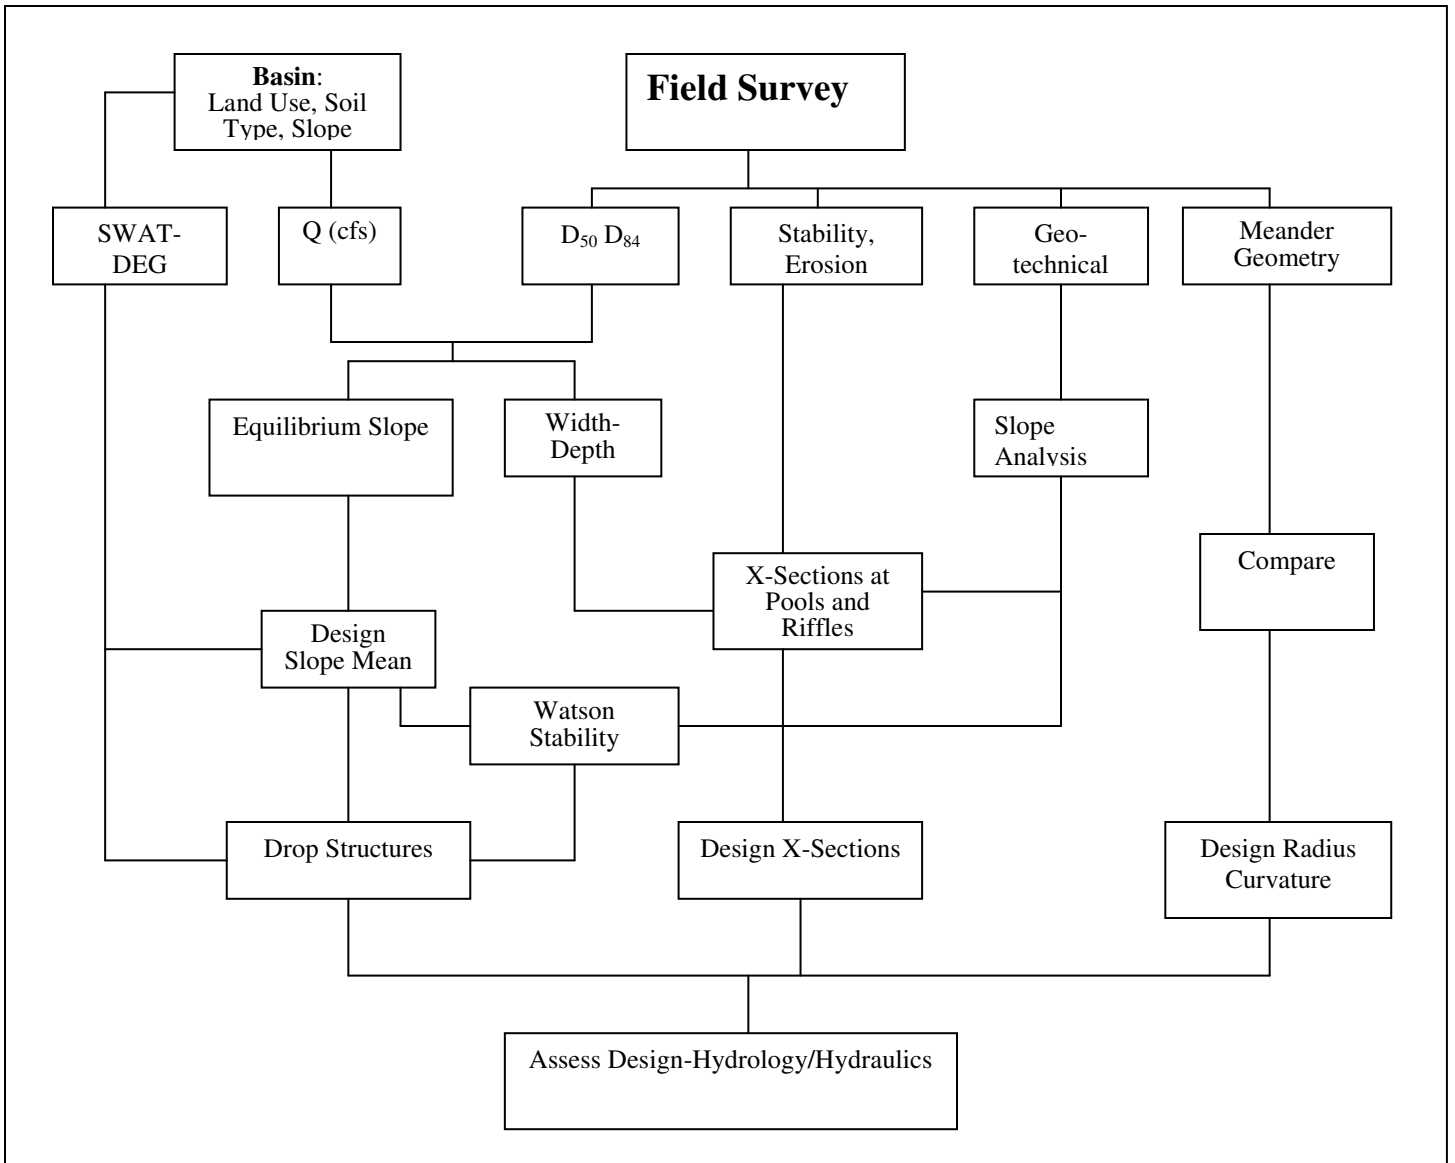 Basin:
Land Use, Soil
Type, Slope
Field Survey
SWAT-
DEG
Q (cfs)
D₅₀ D₈₄
Stability,
Erosion
Geo-
technical
Meander
Geometry
Equilibrium Slope
Width-
Depth
Slope
Analysis
X-Sections at
Pools and
Riffles
Compare
Design
Slope Mean
Watson
Stability
Drop Structures
Design X-Sections
Design Radius
Curvature
Assess Design-Hydrology/Hydraulics